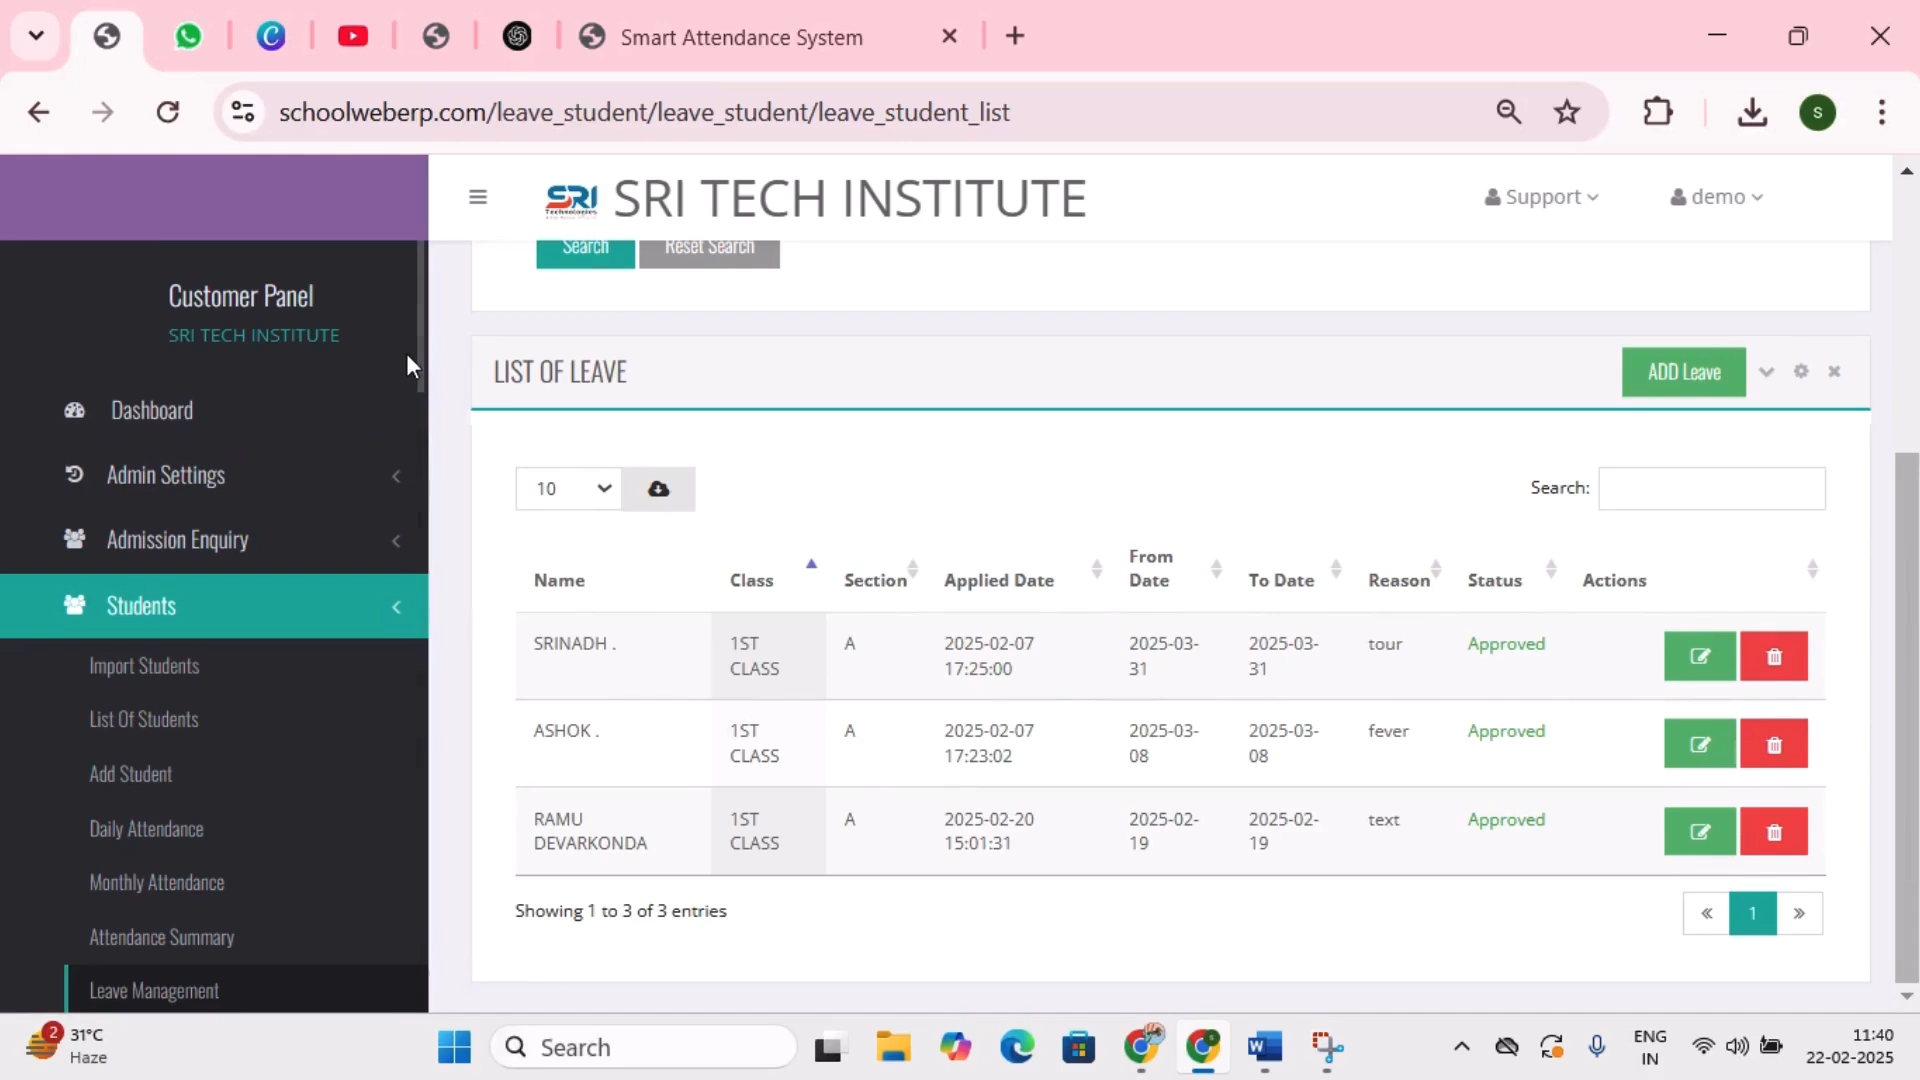 Smart Attendance System
schoolweberp.com/leave_student/leave_student/leave_student_list
S
SRI
Technologies
SRI TECH INSTITUTE
Support
demo
Customer Panel
SRI TECH INSTITUTE
Dashboard
Admin Settings
Admission Enquiry
Students
Import Students
List Of Students
Add Student
Daily Attendance
Monthly Attendance
Attendance Summary
Leave Management
Search
Reset Search
LIST OF LEAVE
ADD Leave
10
Search:
Name Class Section Applied Date From Date To Date Reason Status Actions
SRINADH . 1ST CLASS A 2025-02-07 17:25:00 2025-03-31 2025-03-31 tour Approved
ASHOK . 1ST CLASS A 2025-02-07 17:23:02 2025-03-08 2025-03-08 fever Approved
RAMU DEVARKONDA 1ST CLASS A 2025-02-20 15:01:31 2025-02-19 2025-02-19 text Approved
Showing 1 to 3 of 3 entries
« 1 »
2
31°C
Haze
Search
ENG
IN
11:40
22-02-2025